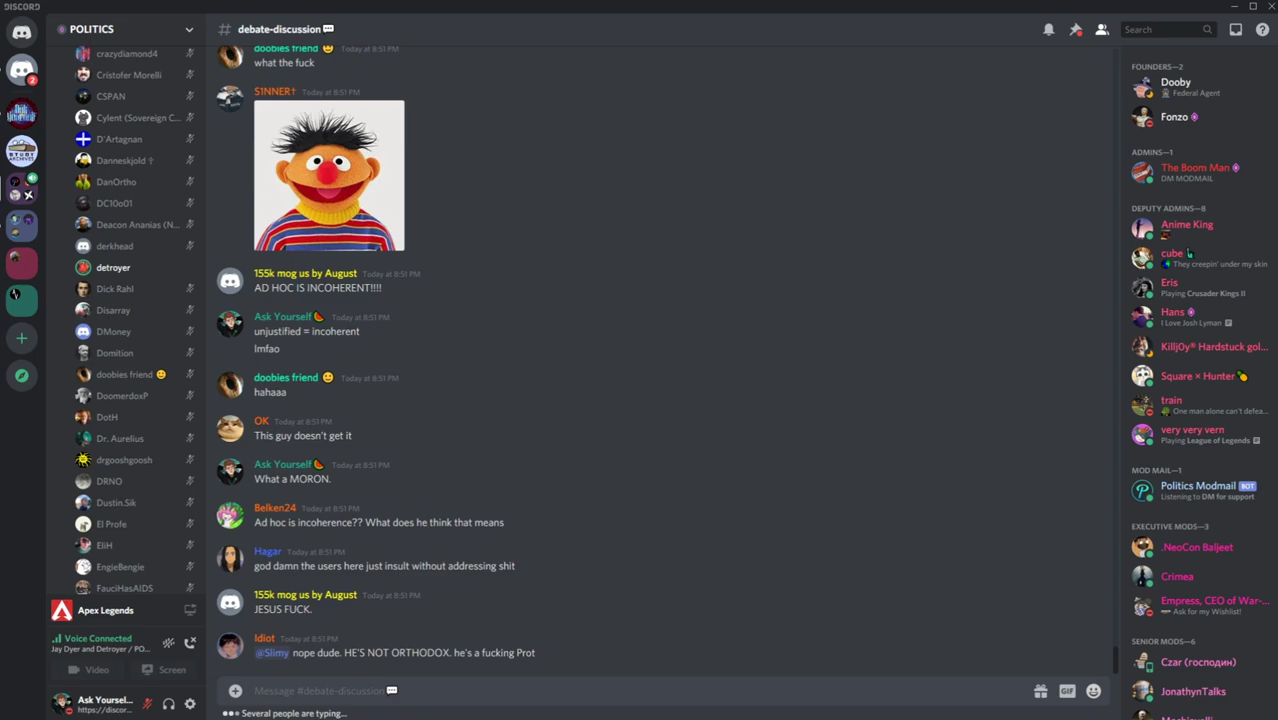 DISCORD
POLITICS
# debate-discussion
Search
crazydiamond4
Cristofer Morelli
CSPAN
Cylent (Sovereign C...
D'Artagnan
Danneskjold †
DanOrtho
DC10o01
Deacon Ananias (N...
derkhead
detroyer
Dick Rahl
Disarray
DMoney
Domition
doobies friend
DoomerdoxP
DotH
Dr. Aurelius
drgooshgoosh
DRNO
Dustin.Sik
El Profe
EliH
EngieBengie
FauciHasAIDS
Apex Legends
Voice Connected
Jay Dyer and Detroyer / PO...
Video
Screen
Ask Yoursel...
https://discor...
2
doobies friend Today at 8:51 PM
what the fuck
S1NNER† Today at 8:51 PM
155k mog us by August Today at 8:51 PM
AD HOC IS INCOHERENT!!!!
Ask Yourself Today at 8:51 PM
unjustified = incoherent
lmfao
doobies friend Today at 8:51 PM
hahaaa
OK Today at 8:51 PM
This guy doesn't get it
Ask Yourself Today at 8:51 PM
What a MORON.
Belken24 Today at 8:51 PM
Ad hoc is incoherence?? What does he think that means
Hagar Today at 8:51 PM
god damn the users here just insult without addressing shit
155k mog us by August Today at 8:51 PM
JESUS FUCK.
Idiot Today at 8:51 PM
@Slimy nope dude. HE'S NOT ORTHODOX. he's a fucking Prot
Message #debate-discussion
GIF
Several people are typing...
FOUNDERS—2
Dooby
Federal Agent
Fonzo
ADMINS—1
The Boom Man
DM MODMAIL
DEPUTY ADMINS—8
Anime King
cube
They creepin' under my skin
Eris
Playing Crusader Kings II
Hans
I Love Josh Lyman
Killj0y® Hardstuck gol...
Square × Hunter
train
One man alone can't defea...
very very vern
Playing League of Legends
MOD MAIL—1
Politics Modmail BOT
Listening to DM for support
EXECUTIVE MODS—3
.NeoCon Baljeet
Crimea
Empress, CEO of War-...
Ask for my Wishlist!
SENIOR MODS—6
Czar (господин)
JonathynTalks